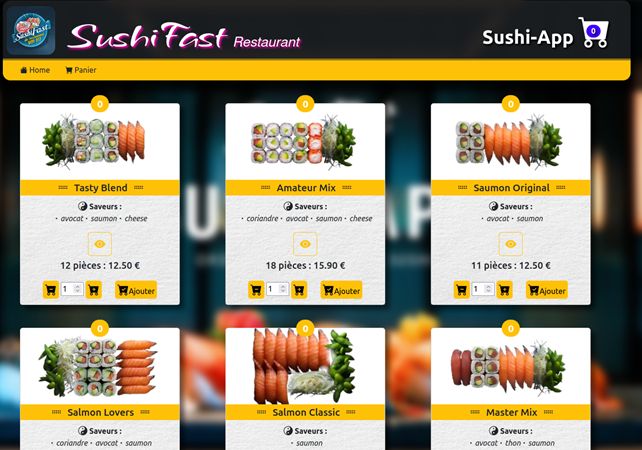 SushiFast
SushiFast Restaurant
Sushi-App
0
Home Panier
0 0 0
Tasty Blend Amateur Mix Saumon Original
Saveurs : Saveurs : Saveurs :
· avocat · saumon · cheese · coriandre · avocat · saumon · cheese · avocat · saumon
12 pièces : 12.50 € 18 pièces : 15.90 € 11 pièces : 12.50 €
1 Ajouter 1 Ajouter 1 Ajouter
0 0 0
Salmon Lovers Salmon Classic Master Mix
Saveurs : Saveurs : Saveurs :
· coriandre · avocat · saumon · saumon · avocat · thon · saumon